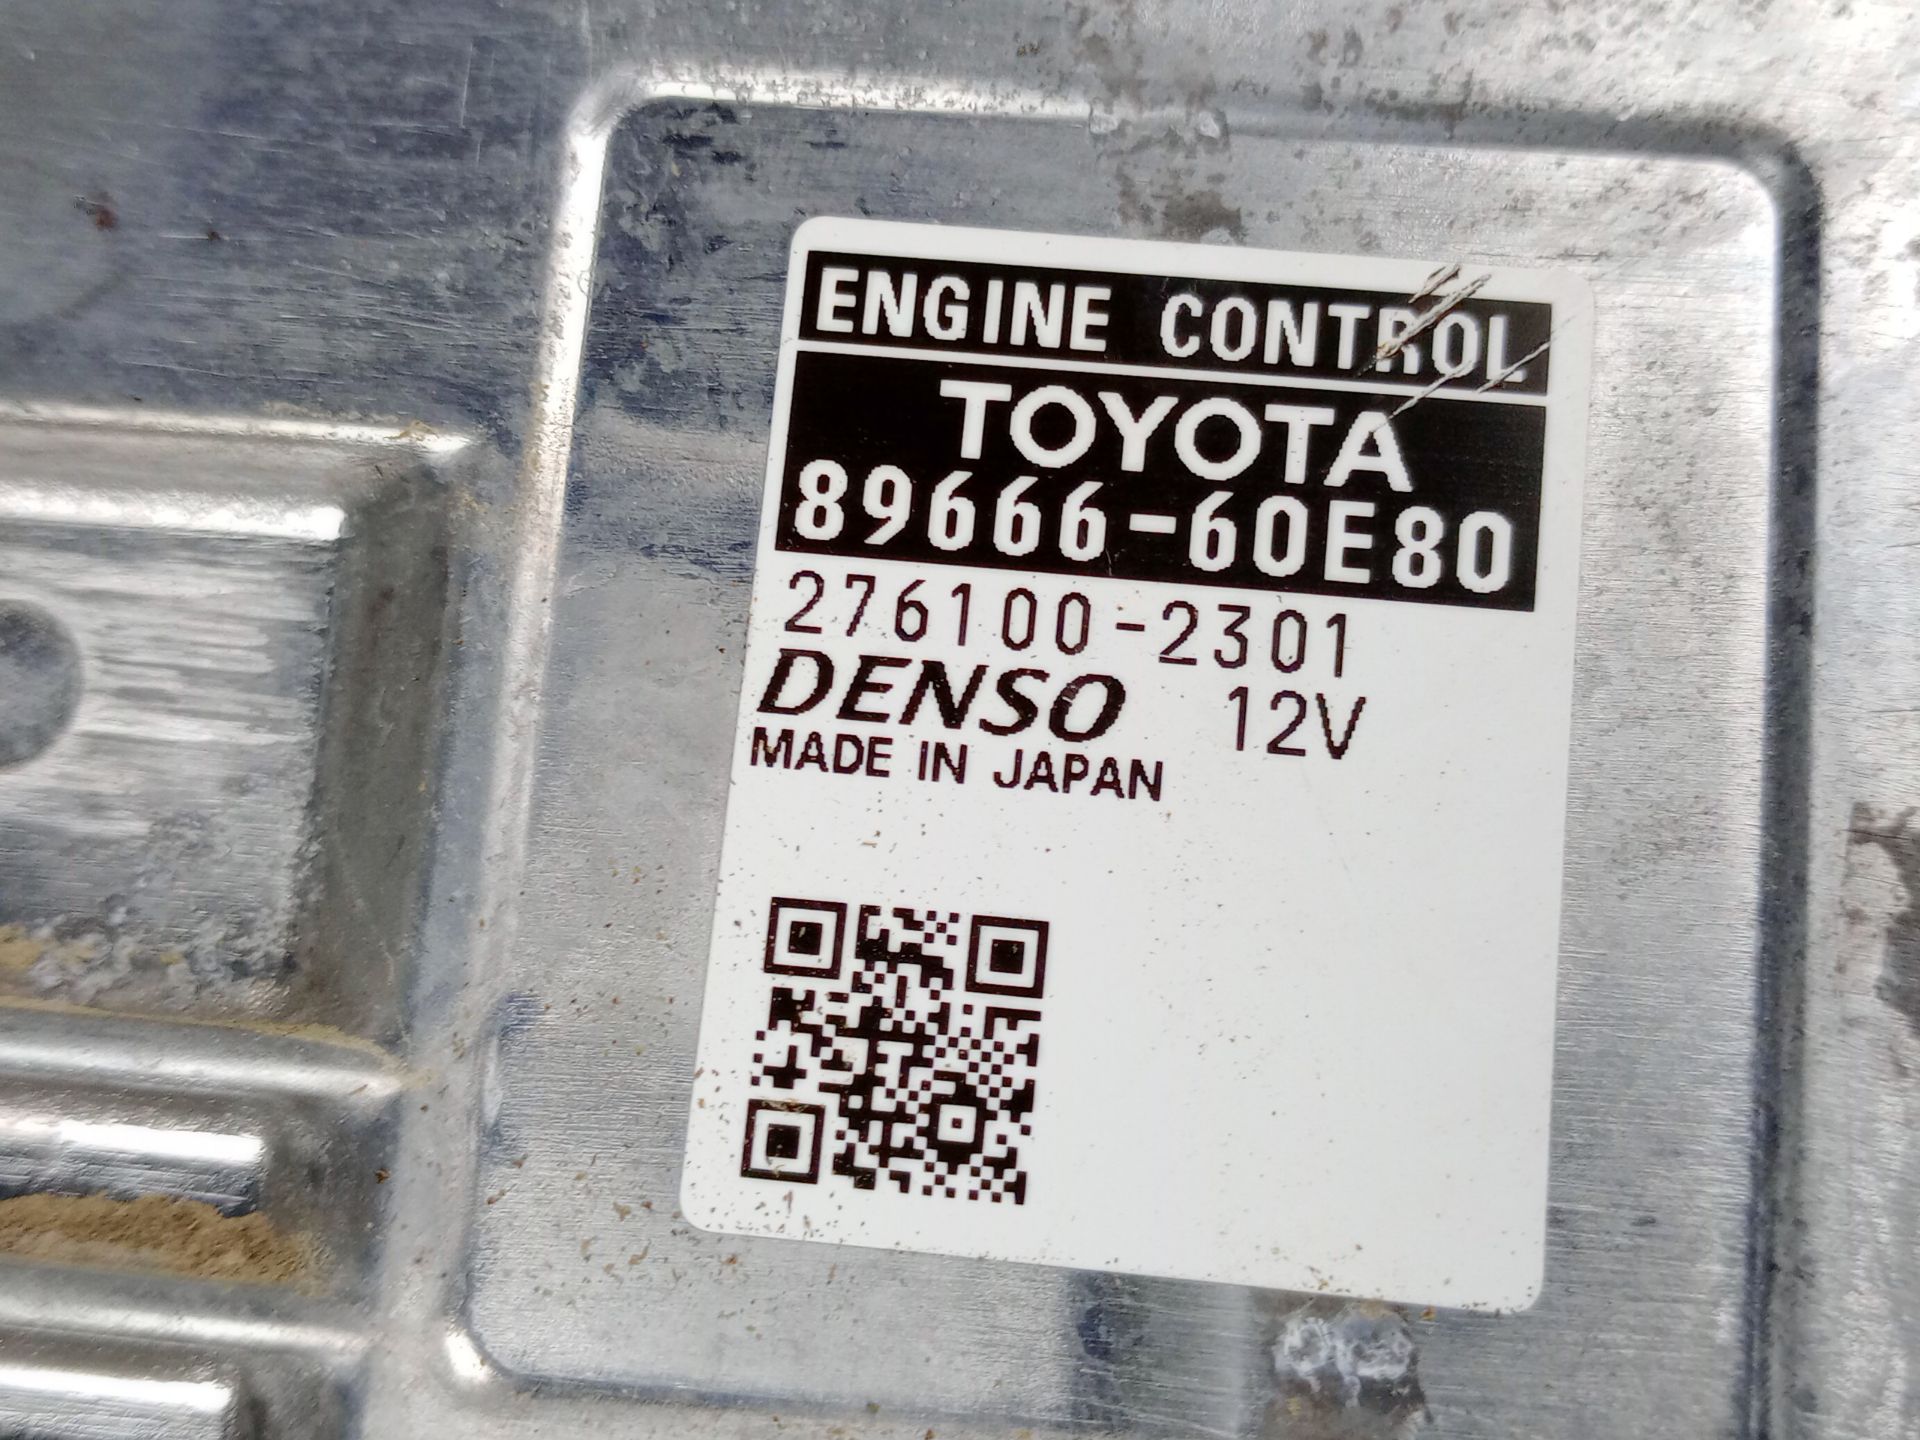 ENGINE CONTROL
TOYOTA
89666-60E80
276100-2301
DENSO 12V
MADE IN JAPAN